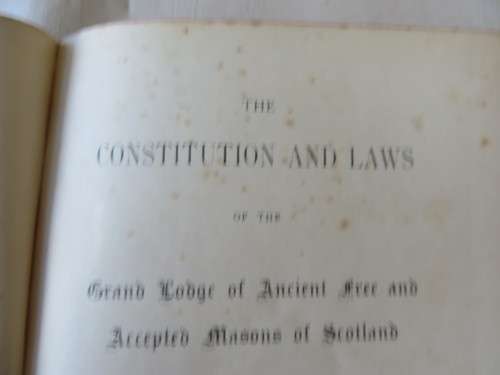 THE
CONSTITUTION AND LAWS
OF THE
Grand Lodge of Ancient Free and
Accepted Masons of Scotland